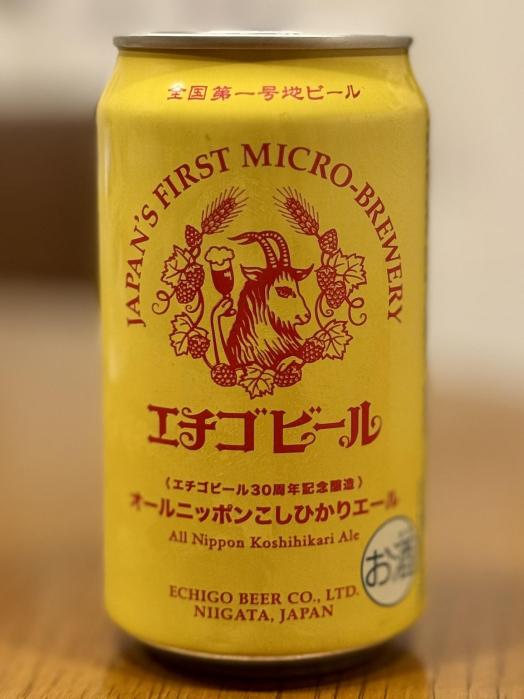 全国第一号地ビール
JAPAN'S FIRST MICRO-BREWERY
エチゴビール
〈エチゴビール30周年記念醸造〉
オールニッポンこしひかりエール
All Nippon Koshihikari Ale
お酒
ECHIGO BEER CO., LTD.
NIIGATA, JAPAN